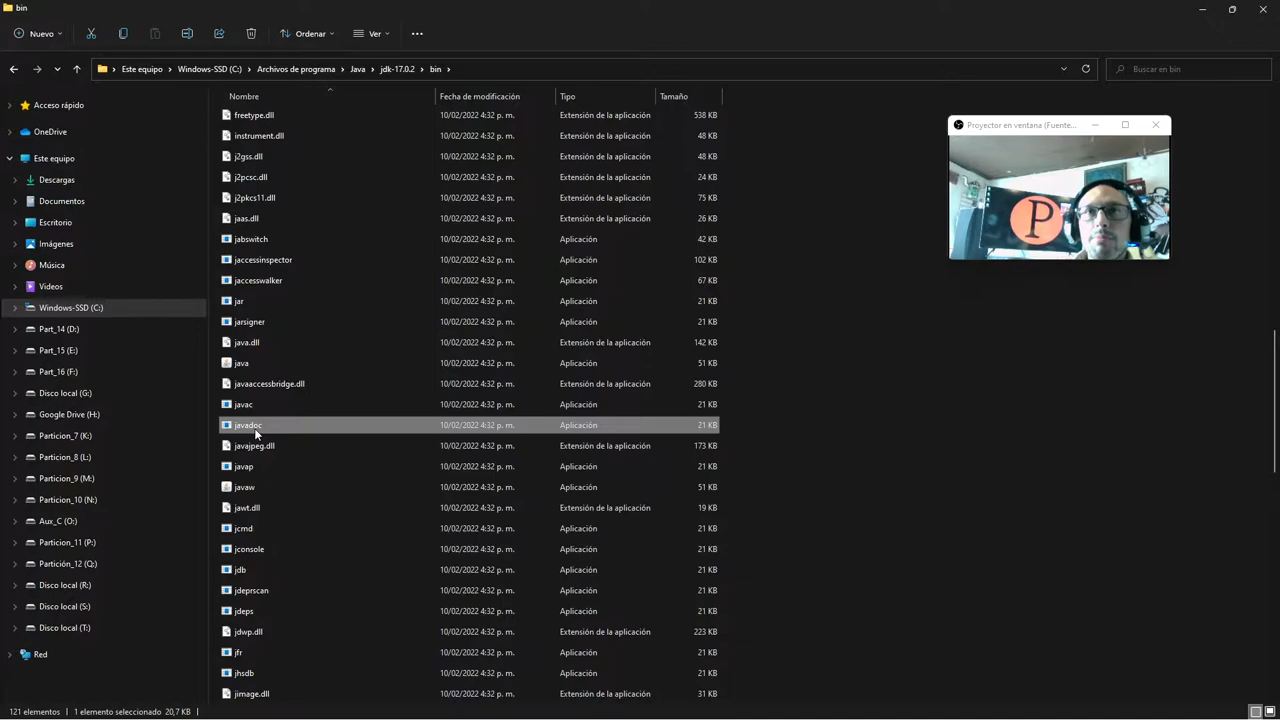 bin
Nuevo
Ordenar
Ver
Este equipo > Windows-SSD (C:) > Archivos de programa > Java > jdk-17.0.2 > bin >
Buscar en bin
Acceso rápido
OneDrive
Este equipo
Descargas
Documentos
Escritorio
Imágenes
Música
Videos
Windows-SSD (C:)
Part_14 (D:)
Part_15 (E:)
Part_16 (F:)
Disco local (G:)
Google Drive (H:)
Particion_7 (K:)
Particion_8 (L:)
Particion_9 (M:)
Particion_10 (N:)
Aux_C (O:)
Particion_11 (P:)
Partición_12 (Q:)
Disco local (R:)
Disco local (S:)
Disco local (T:)
Red
Nombre Fecha de modificación Tipo Tamaño
freetype.dll 10/02/2022 4:32 p. m. Extensión de la aplicación 538 KB
instrument.dll 10/02/2022 4:32 p. m. Extensión de la aplicación 48 KB
j2gss.dll 10/02/2022 4:32 p. m. Extensión de la aplicación 48 KB
j2pcsc.dll 10/02/2022 4:32 p. m. Extensión de la aplicación 24 KB
j2pkcs11.dll 10/02/2022 4:32 p. m. Extensión de la aplicación 75 KB
jaas.dll 10/02/2022 4:32 p. m. Extensión de la aplicación 26 KB
jabswitch 10/02/2022 4:32 p. m. Aplicación 42 KB
jaccessinspector 10/02/2022 4:32 p. m. Aplicación 102 KB
jaccesswalker 10/02/2022 4:32 p. m. Aplicación 67 KB
jar 10/02/2022 4:32 p. m. Aplicación 21 KB
jarsigner 10/02/2022 4:32 p. m. Aplicación 21 KB
java.dll 10/02/2022 4:32 p. m. Extensión de la aplicación 142 KB
java 10/02/2022 4:32 p. m. Aplicación 51 KB
javaaccessbridge.dll 10/02/2022 4:32 p. m. Extensión de la aplicación 280 KB
javac 10/02/2022 4:32 p. m. Aplicación 21 KB
javadoc 10/02/2022 4:32 p. m. Aplicación 21 KB
javajpeg.dll 10/02/2022 4:32 p. m. Extensión de la aplicación 173 KB
javap 10/02/2022 4:32 p. m. Aplicación 21 KB
javaw 10/02/2022 4:32 p. m. Aplicación 51 KB
jawt.dll 10/02/2022 4:32 p. m. Extensión de la aplicación 19 KB
jcmd 10/02/2022 4:32 p. m. Aplicación 21 KB
jconsole 10/02/2022 4:32 p. m. Aplicación 21 KB
jdb 10/02/2022 4:32 p. m. Aplicación 21 KB
jdeprscan 10/02/2022 4:32 p. m. Aplicación 21 KB
jdeps 10/02/2022 4:32 p. m. Aplicación 21 KB
jdwp.dll 10/02/2022 4:32 p. m. Extensión de la aplicación 223 KB
jfr 10/02/2022 4:32 p. m. Aplicación 21 KB
jhsdb 10/02/2022 4:32 p. m. Aplicación 21 KB
jimage.dll 10/02/2022 4:32 p. m. Extensión de la aplicación 31 KB
Proyector en ventana (Fuente...
P
121 elementos 1 elemento seleccionado 20,7 KB